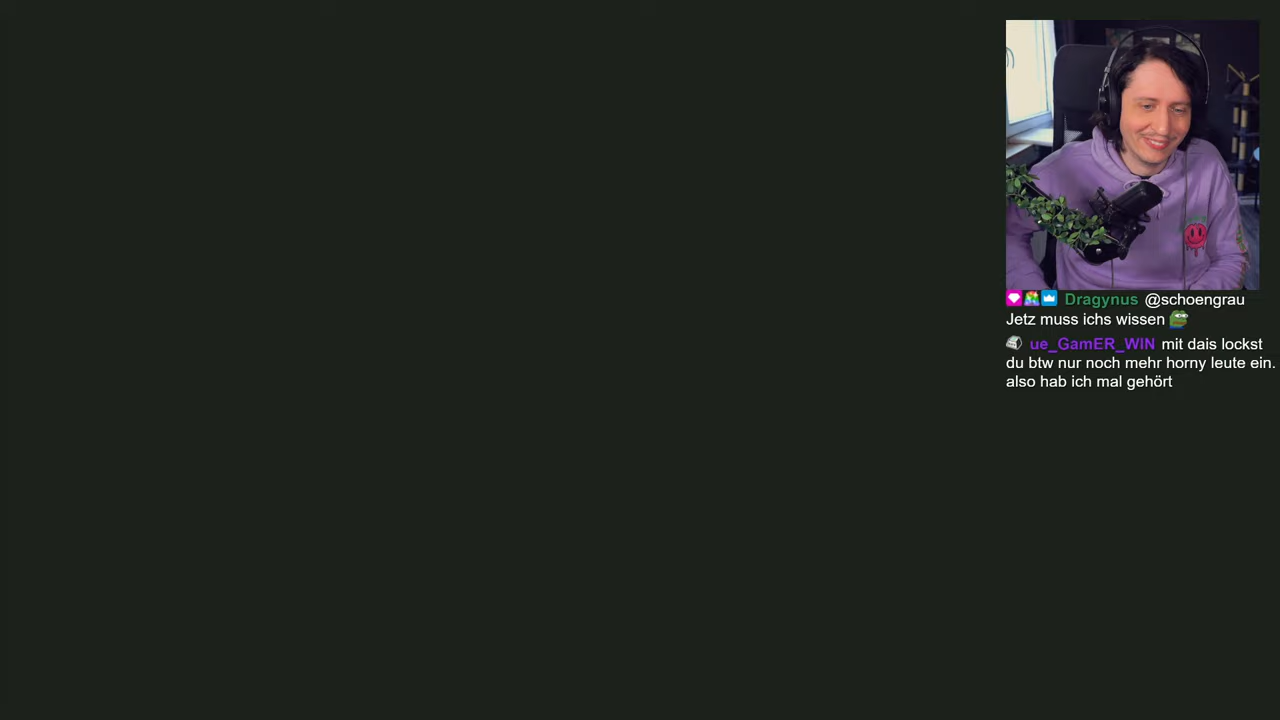 Dragynus @schoengrau
Jetz muss ichs wissen
ue_GamER_WIN mit dais lockst
du btw nur noch mehr horny leute ein.
also hab ich mal gehört